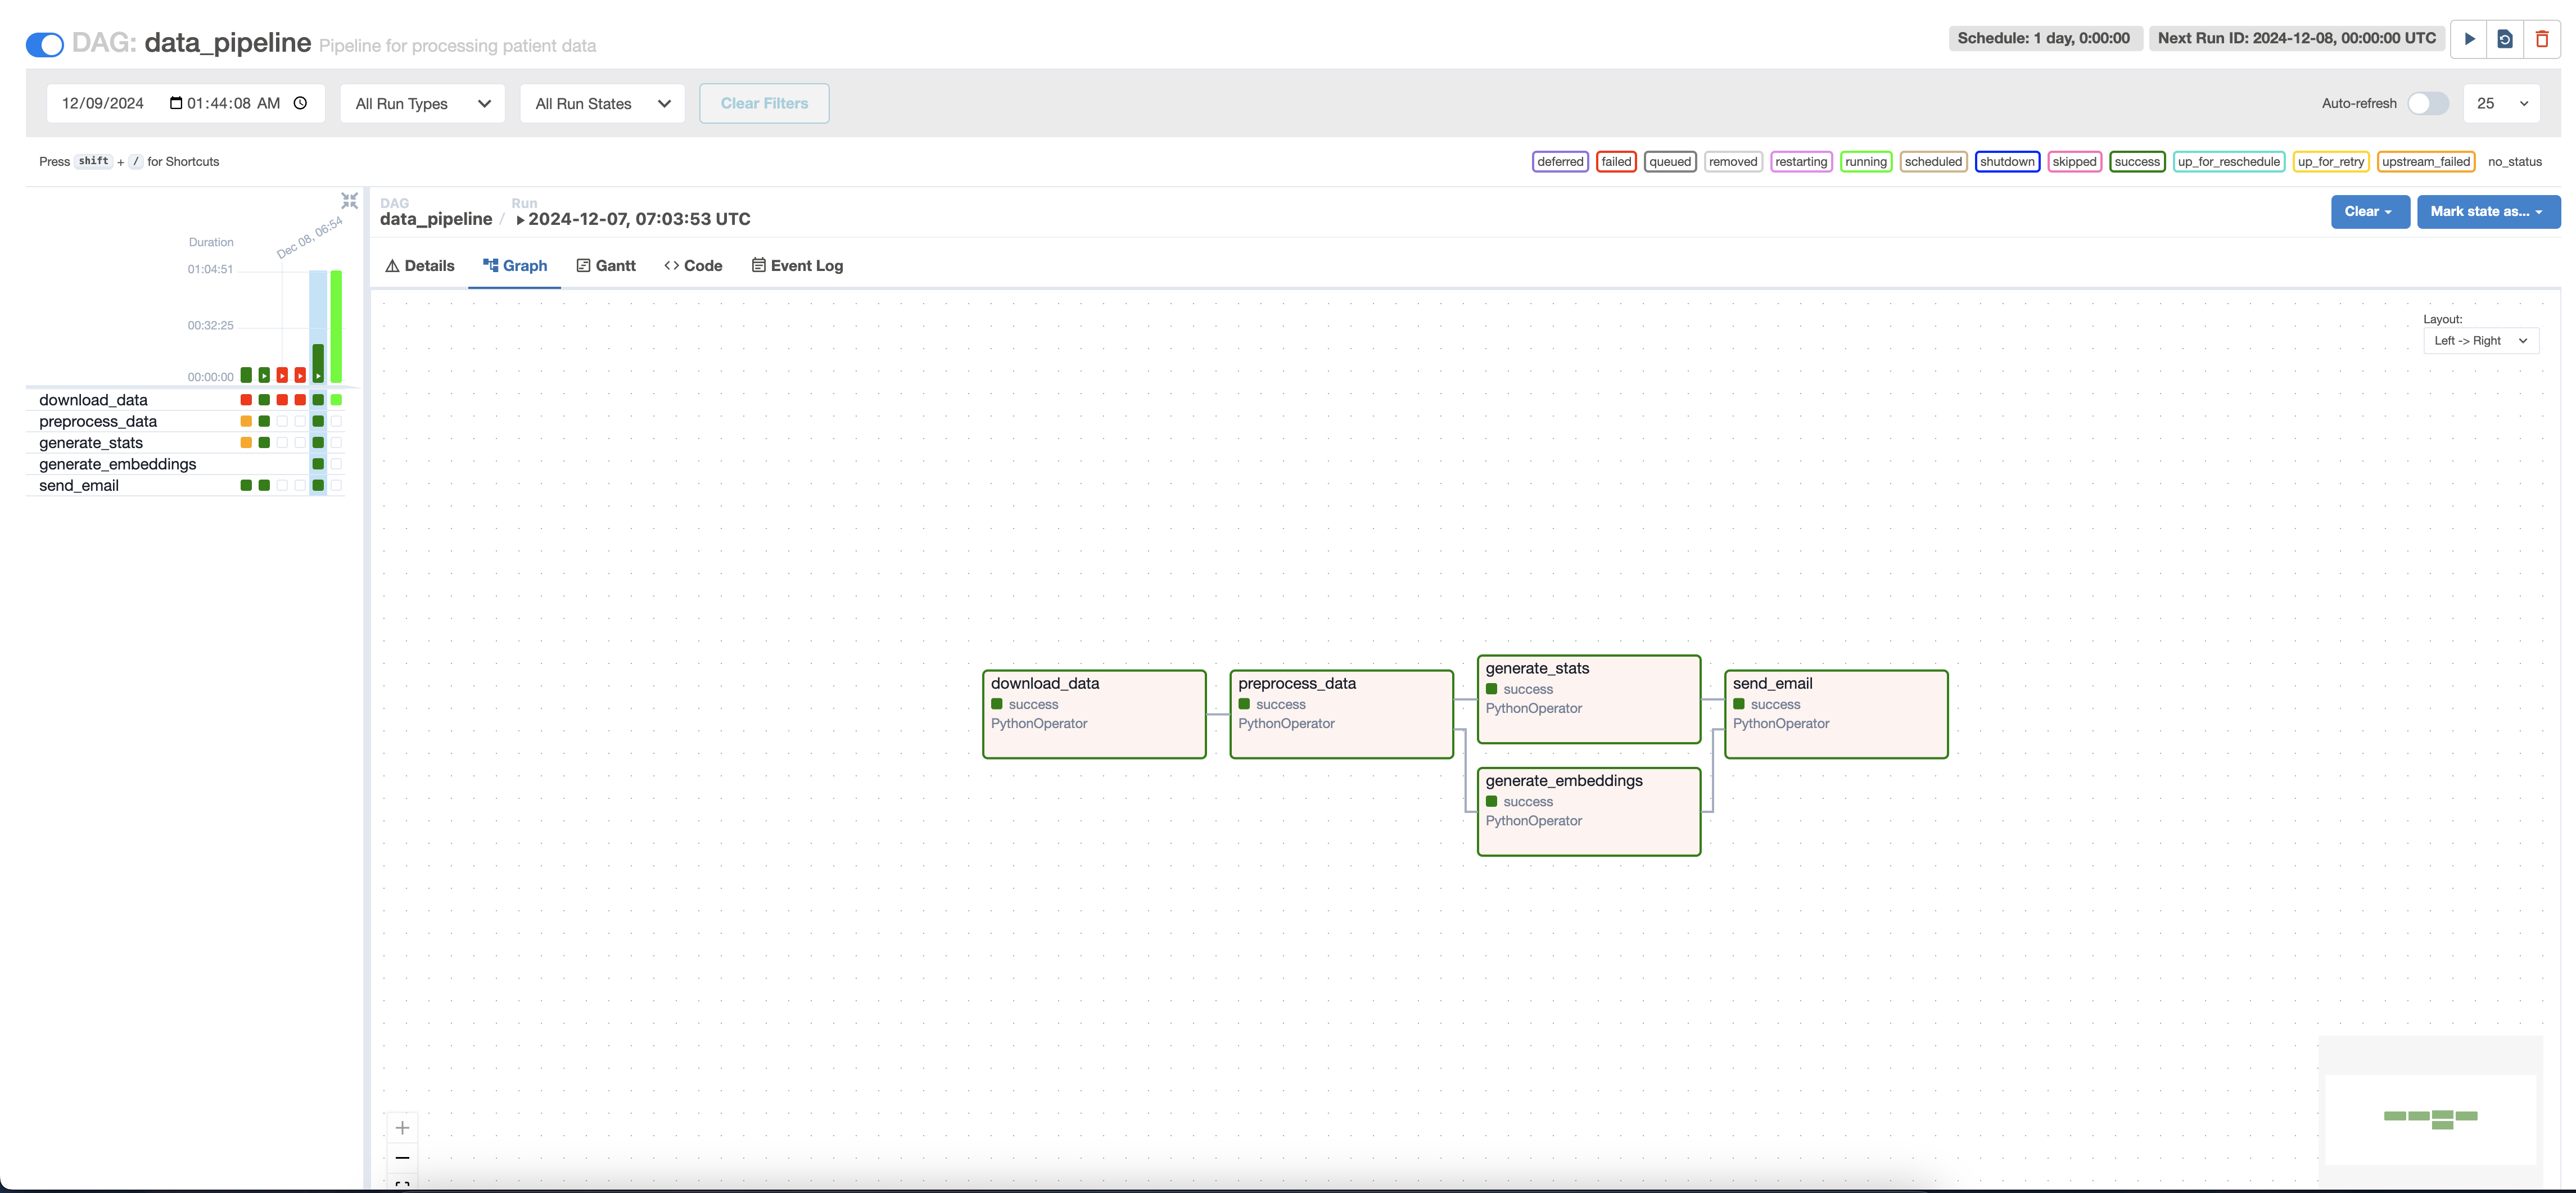 DAG: data_pipeline Pipeline for processing patient data
Schedule: 1 day, 0:00:00 Next Run ID: 2024-12-08, 00:00:00 UTC
12/09/2024 01:44:08 AM All Run Types All Run States Clear Filters
Auto-refresh 25
Press shift + / for Shortcuts
deferred failed queued removed restarting running scheduled shutdown skipped success up_for_reschedule up_for_retry upstream_failed no_status
Dec 08, 06:54
Duration
01:04:51
00:32:25
00:00:00
download_data
preprocess_data
generate_stats
generate_embeddings
send_email
DAG Run
data_pipeline / 2024-12-07, 07:03:53 UTC
Clear Mark state as...
Details Graph Gantt <> Code Event Log
Layout:
Left -> Right
download_data
success
PythonOperator
preprocess_data
success
PythonOperator
generate_stats
success
PythonOperator
generate_embeddings
success
PythonOperator
send_email
success
PythonOperator